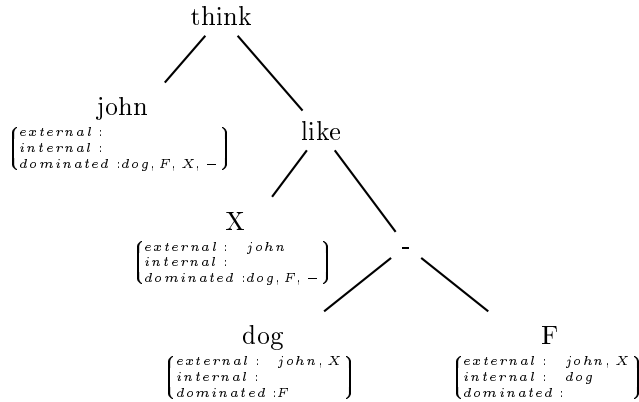 think
john
external :
internal :
dominated :dog, F, X, −
like
X
external : john
internal :
dominated :dog, F, −
-
dog
external : john, X
internal :
dominated :F
F
external : john, X
internal : dog
dominated :